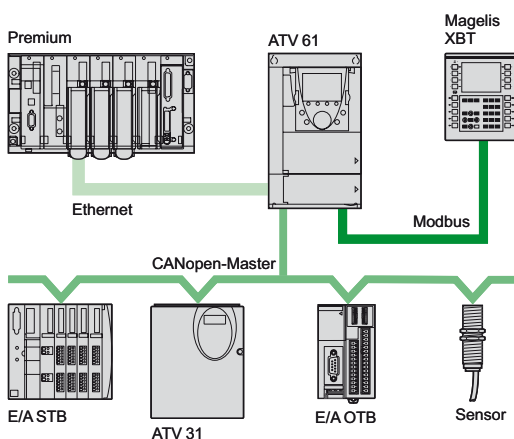 Premium
ATV 61
Magelis
XBT
Ethernet
Modbus
CANopen-Master
E/A STB
ATV 31
E/A OTB
Sensor